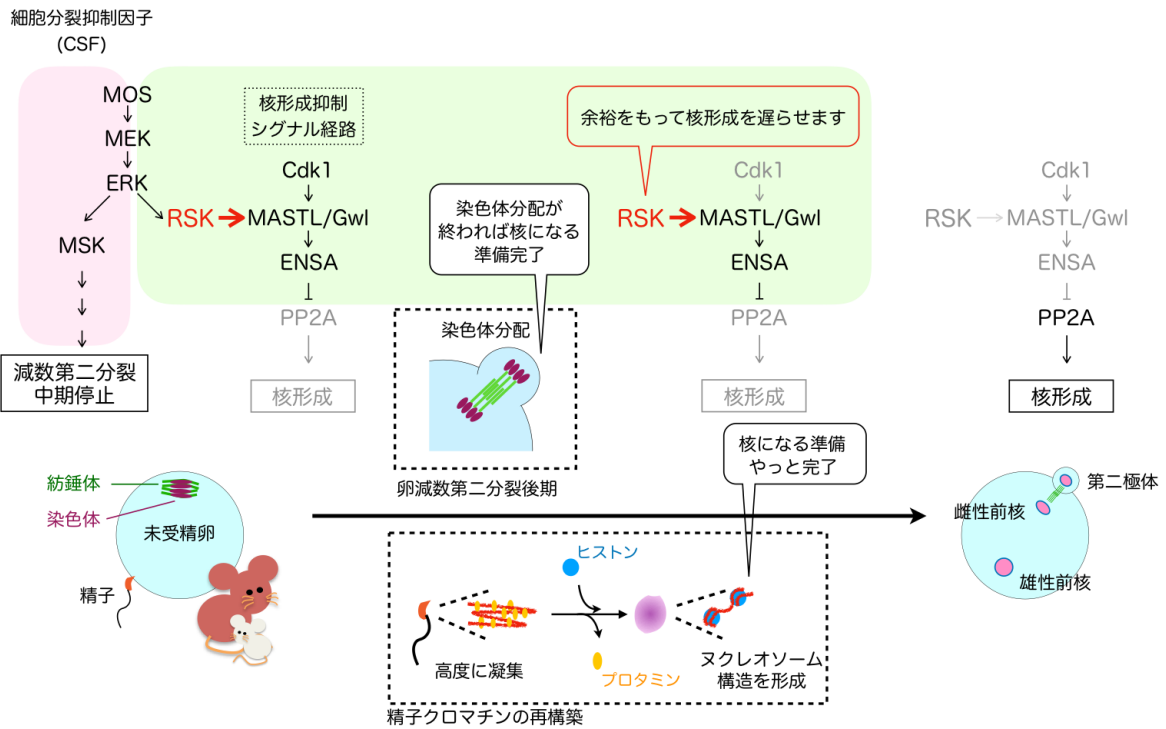 細胞分裂抑制因子
(CSF)
MOS
MEK
ERK
MSK
減数第二分裂
中期停止
核形成抑制
シグナル経路
Cdk1
RSK
MASTL/Gwl
ENSA
PP2A
核形成
染色体分配が
終われば核になる
準備完了
染色体分配
卵減数第二分裂後期
余裕をもって核形成を遅らせます
Cdk1
RSK
MASTL/Gwl
ENSA
PP2A
核形成
Cdk1
RSK
MASTL/Gwl
ENSA
PP2A
核形成
核になる準備
やっと完了
紡錘体
染色体
未受精卵
精子
ヒストン
高度に凝集
プロタミン
ヌクレオソーム
構造を形成
精子クロマチンの再構築
第二極体
雌性前核
雄性前核